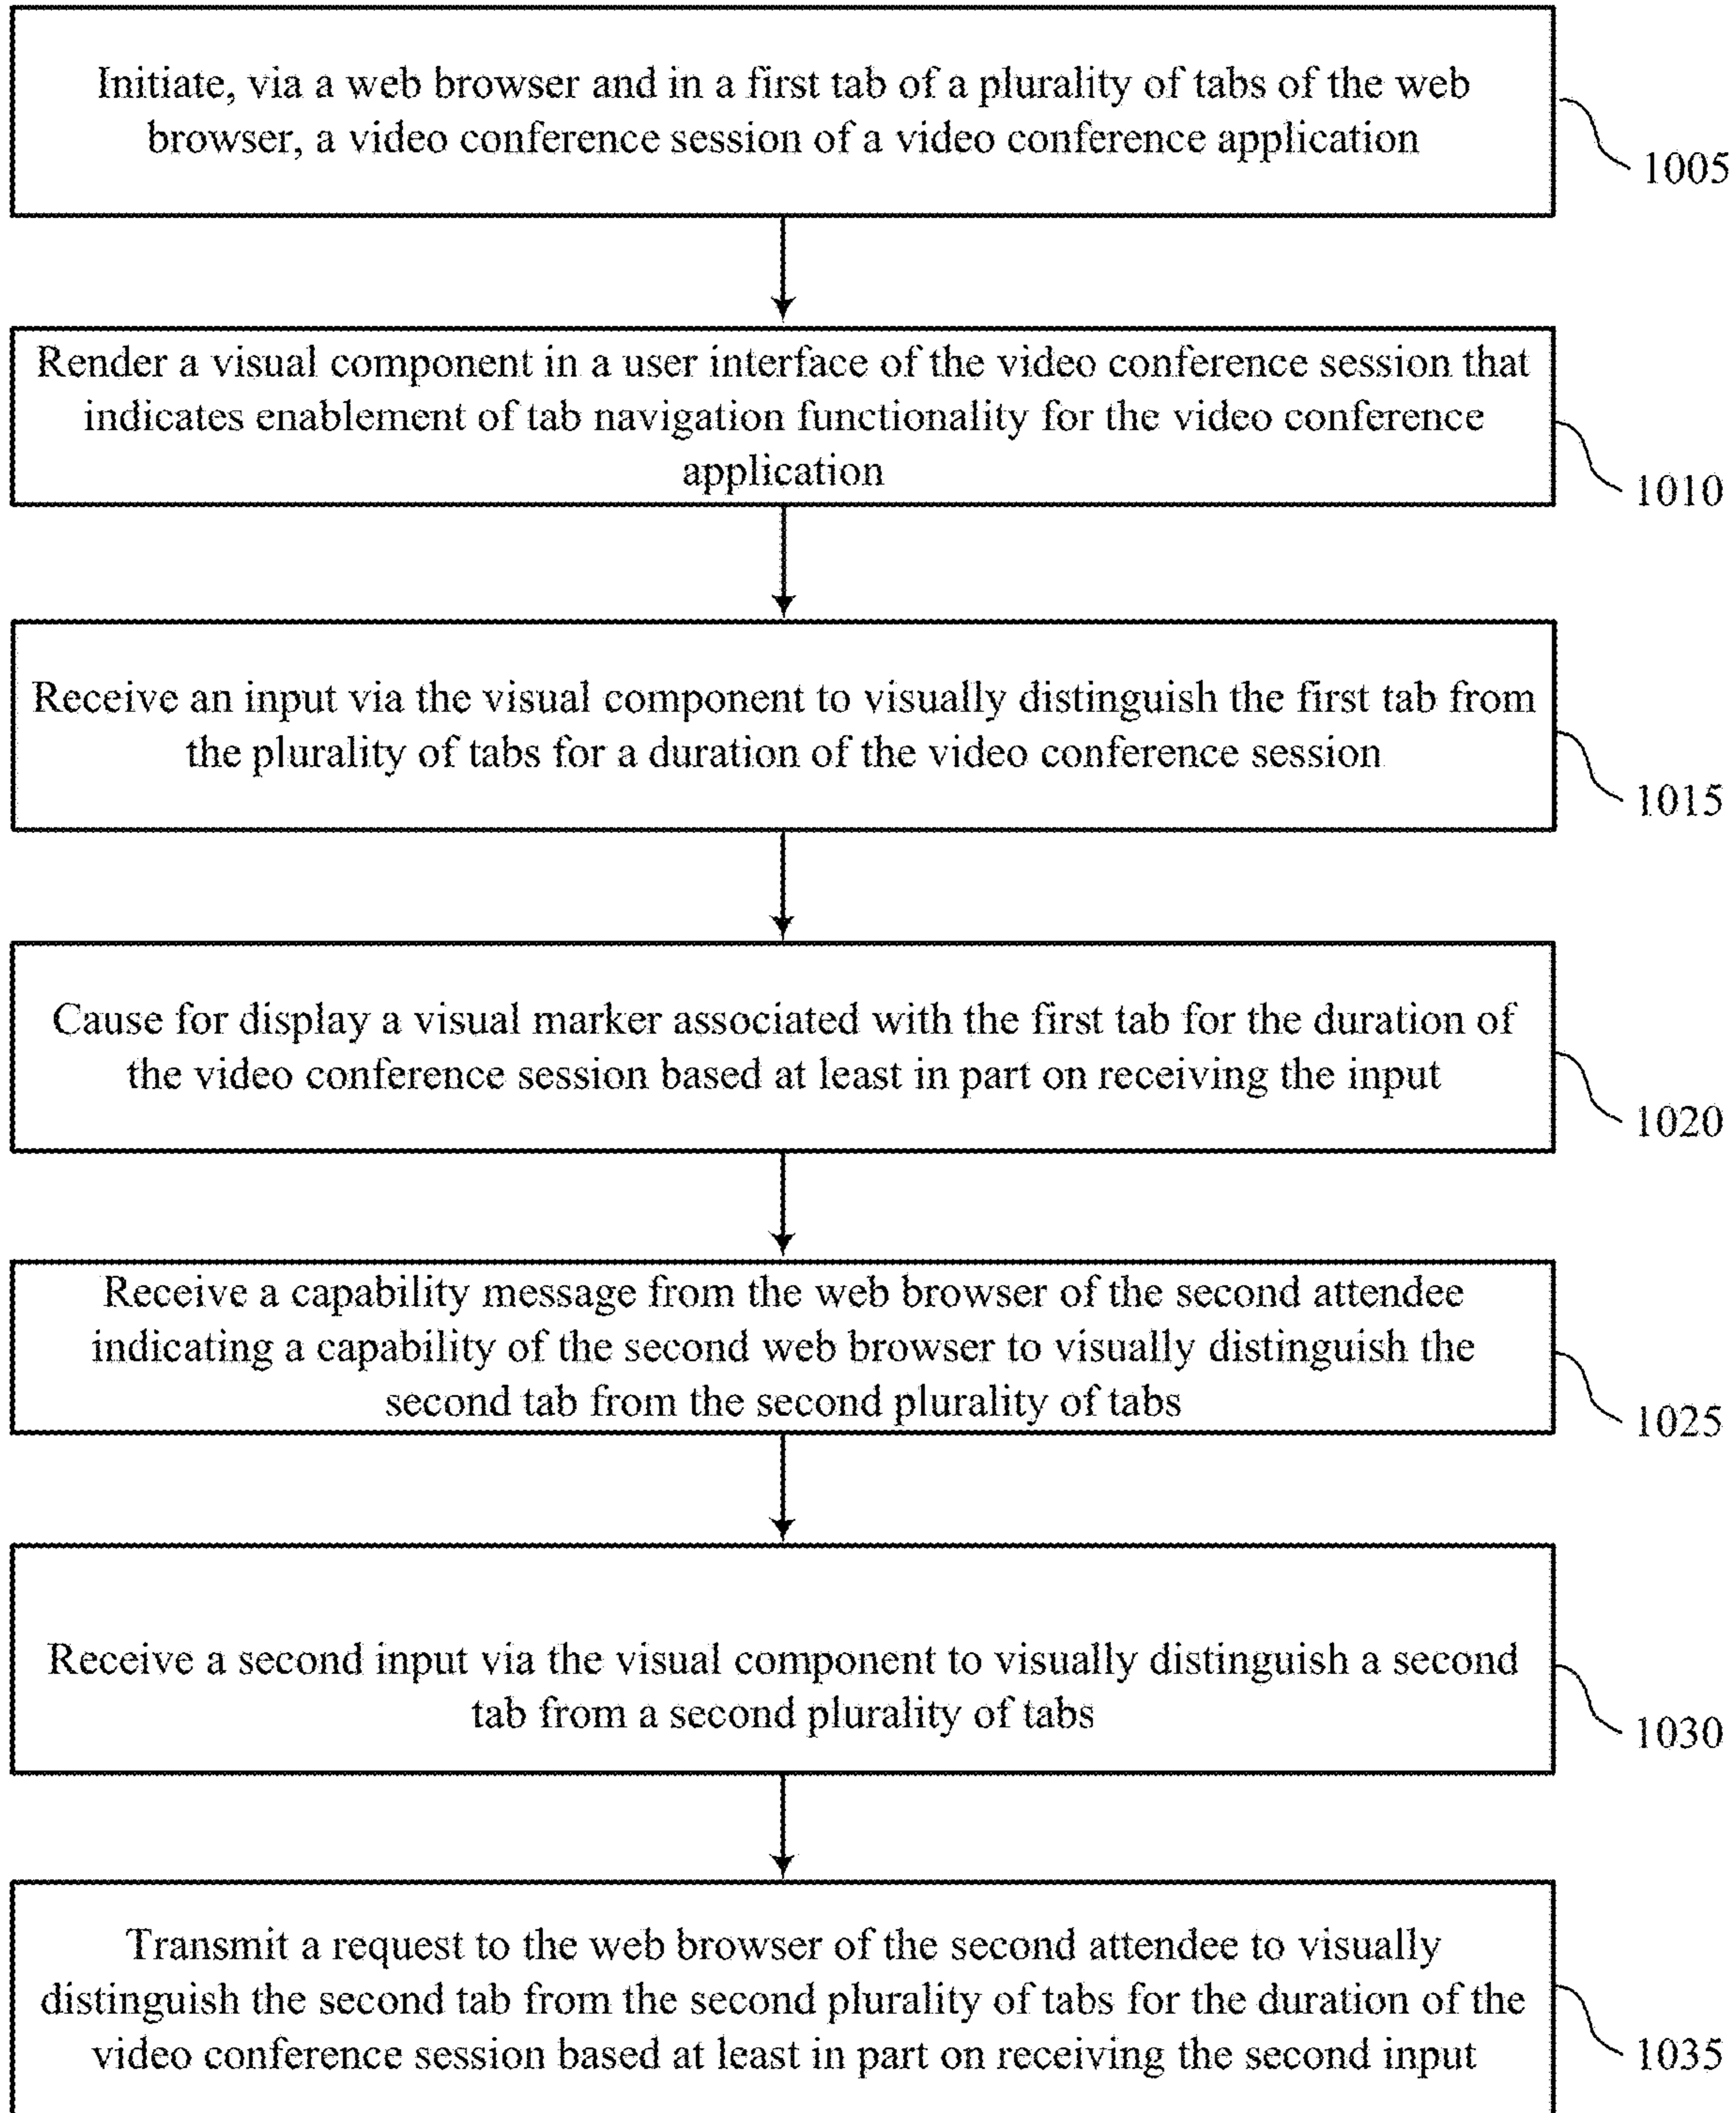 Initiate, via a web browser and in a first tab of a plurality of tabs of the web
browser, a video conference session of a video conference application
1005
Render a visual component in a user interface of the video conference session that
indicates enablement of tab navigation functionality for the video conference
application
1010
Receive an input via the visual component to visually distinguish the first tab from
the plurality of tabs for a duration of the video conference session
1015
Cause for display a visual marker associated with the first tab for the duration of
the video conference session based at least in part on receiving the input
1020
Receive a capability message from the web browser of the second attendee
indicating a capability of the second web browser to visually distinguish the
second tab from the second plurality of tabs
1025
Receive a second input via the visual component to visually distinguish a second
tab from a second plurality of tabs
1030
Transmit a request to the web browser of the second attendee to visually
distinguish the second tab from the second plurality of tabs for the duration of the
video conference session based at least in part on receiving the second input
1035